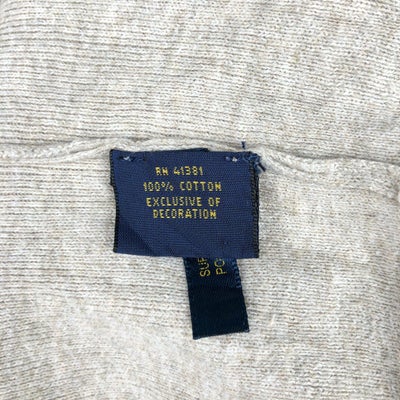 RN 41381
100% COTTON
EXCLUSIVE OF
DECORATION